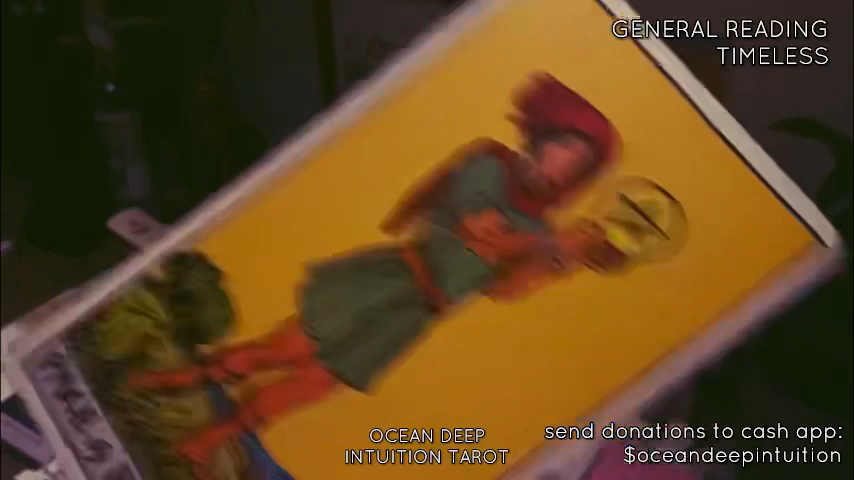 GENERAL READING
TIMELESS
OCEAN DEEP
INTUITION TAROT
send donations to cash app:
$oceandeepintuition